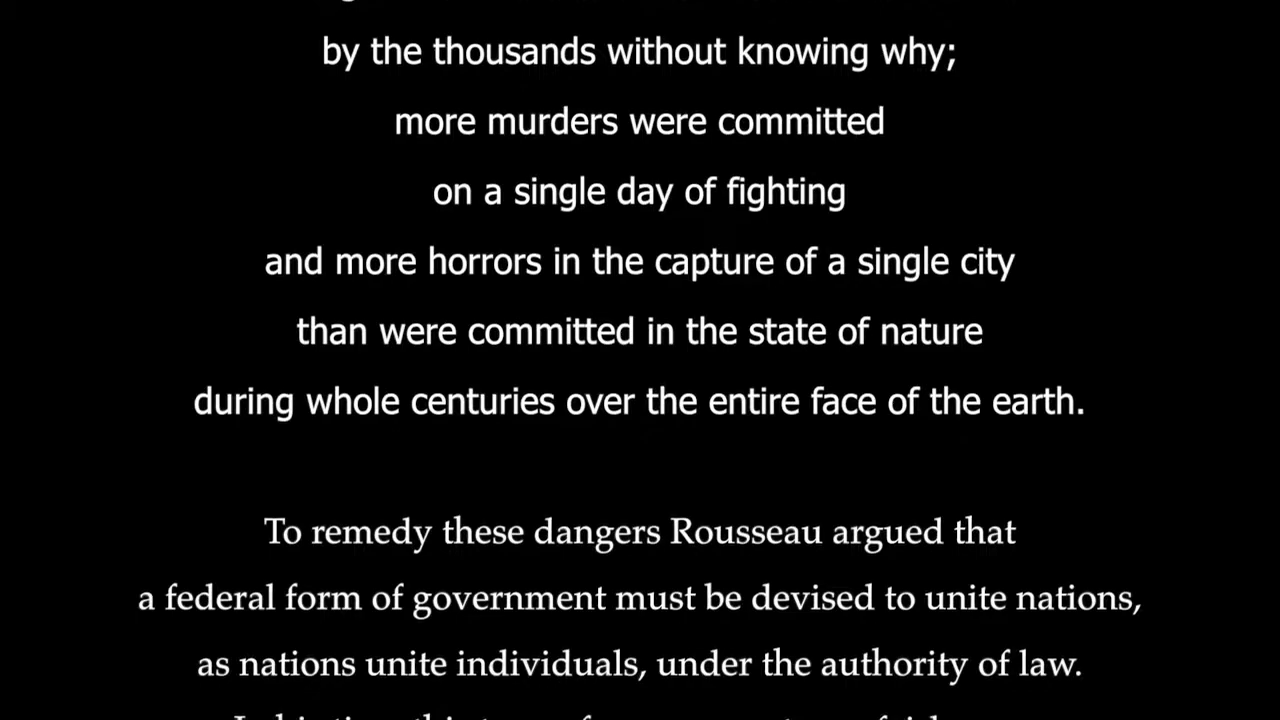 by the thousands without knowing why;
more murders were committed
on a single day of fighting
and more horrors in the capture of a single city
than were committed in the state of nature
during whole centuries over the entire face of the earth.
To remedy these dangers Rousseau argued that
a federal form of government must be devised to unite nations,
as nations unite individuals, under the authority of law.